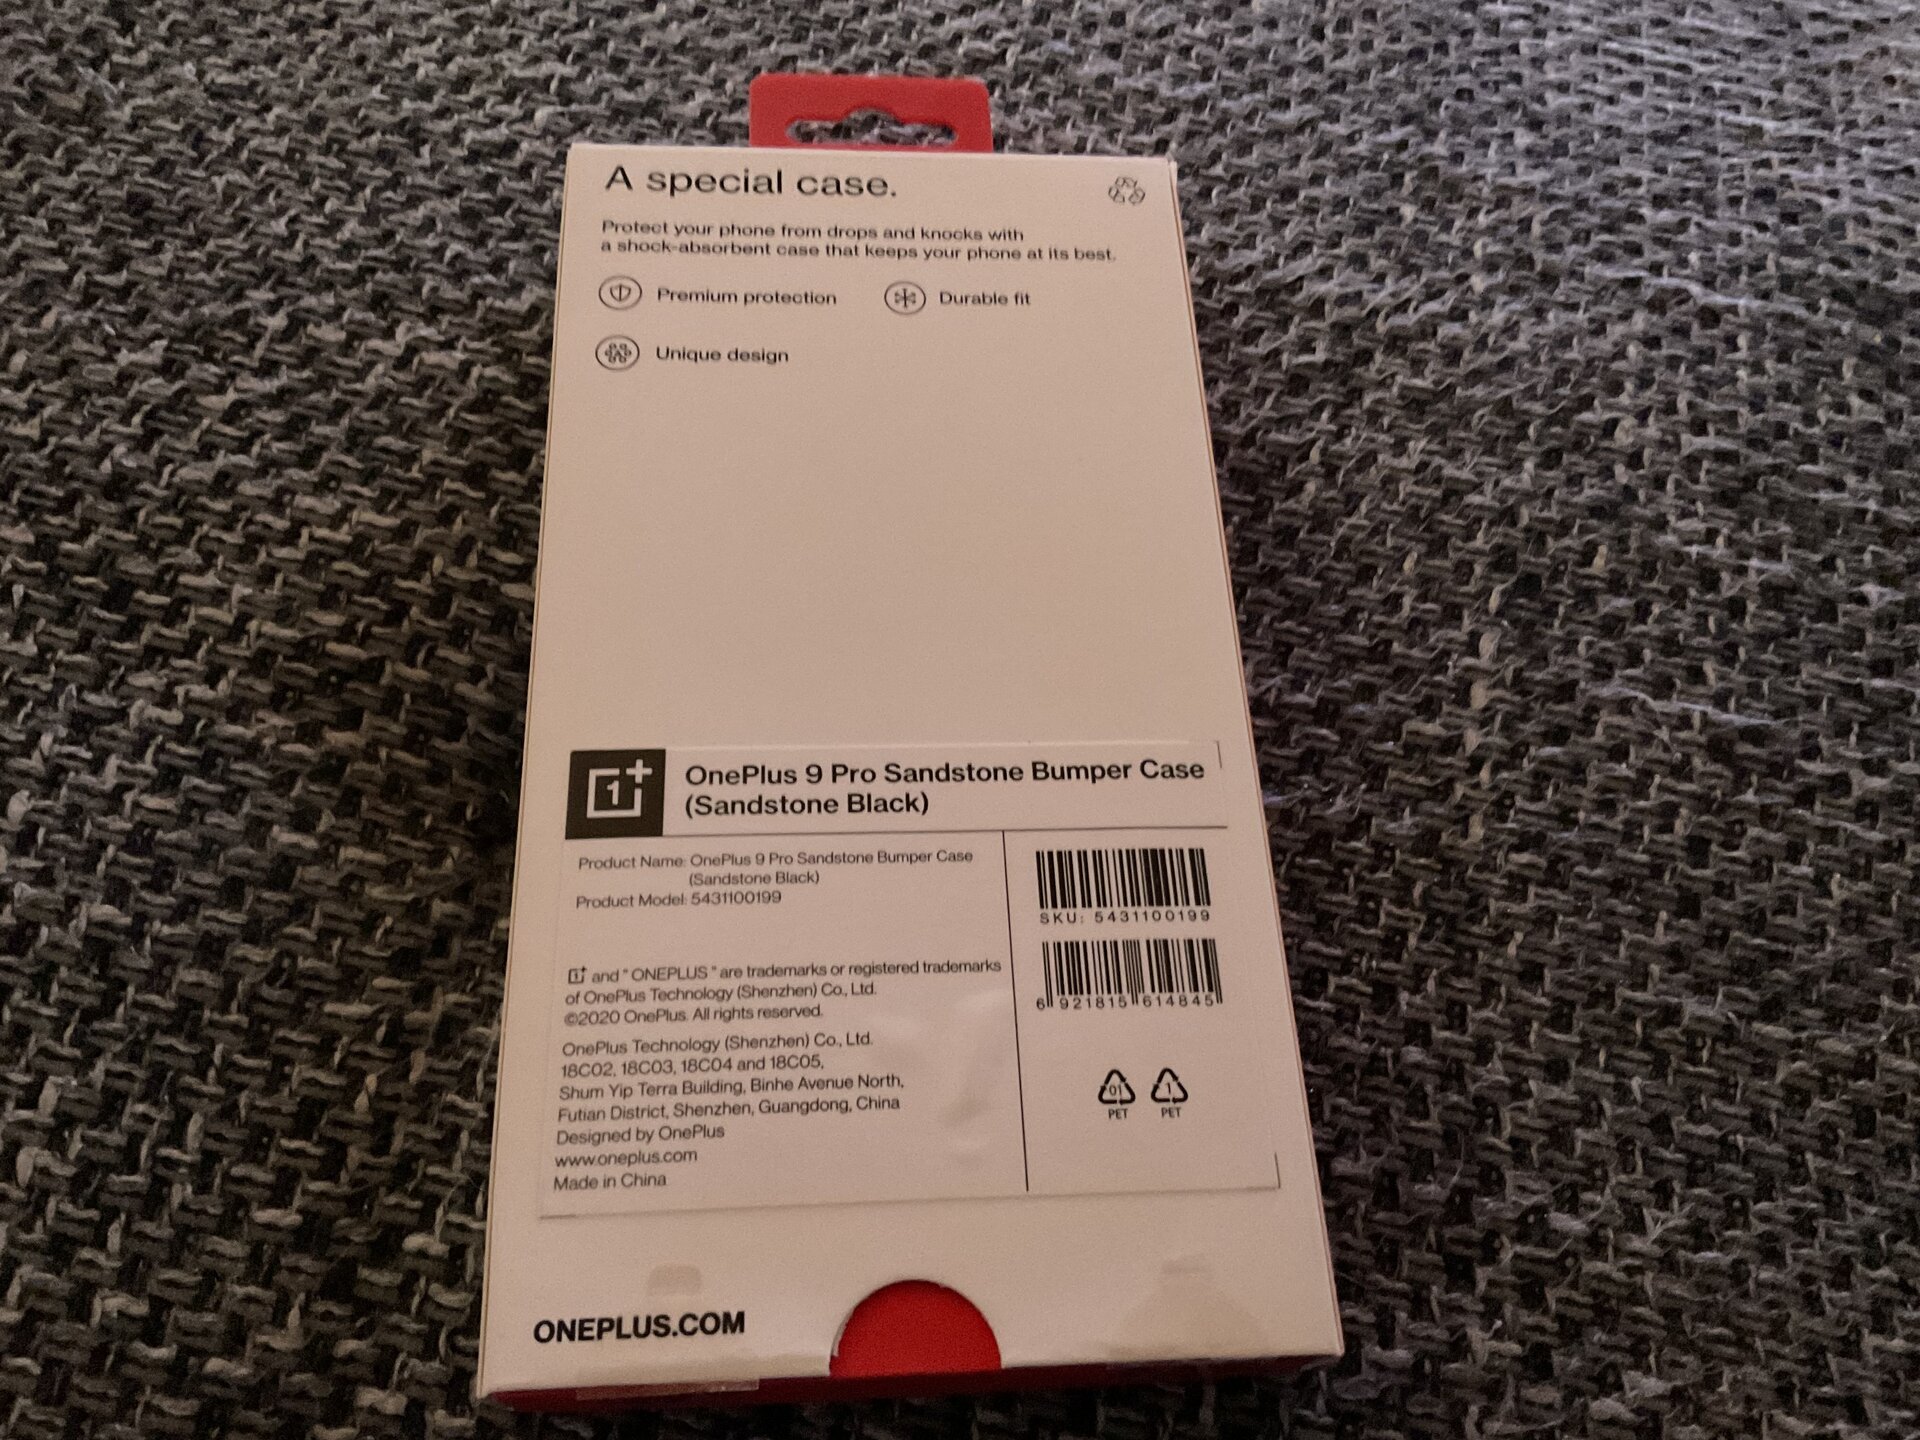 A special case.
Protect your phone from drops and knocks with
a shock-absorbent case that keeps your phone at its best.
Premium protection
Durable fit
Unique design
OnePlus 9 Pro Sandstone Bumper Case
(Sandstone Black)
Product Name: OnePlus 9 Pro Sandstone Bumper Case
(Sandstone Black)
Product Model: 5431100199
and "ONEPLUS" are trademarks or registered trademarks
of OnePlus Technology (Shenzhen) Co., Ltd.
©2020 OnePlus. All rights reserved.
OnePlus Technology (Shenzhen) Co., Ltd.
18C02, 18C03, 18C04 and 18C05,
Shum Yip Terra Building, Binhe Avenue North,
Futian District, Shenzhen, Guangdong, China
Designed by OnePlus
www.oneplus.com
Made in China
SKU: 5431100199
6 921815 614845
01 1
PET PET
ONEPLUS.COM